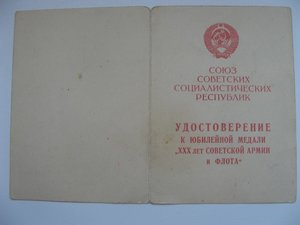 СОЮЗ
СОВЕТСКИХ
СОЦИАЛИСТИЧЕСКИХ
РЕСПУБЛИК
УДОСТОВЕРЕНИЕ
К ЮБИЛЕЙНОЙ МЕДАЛИ
„XXX ЛЕТ СОВЕТСКОЙ АРМИИ
И ФЛОТА“